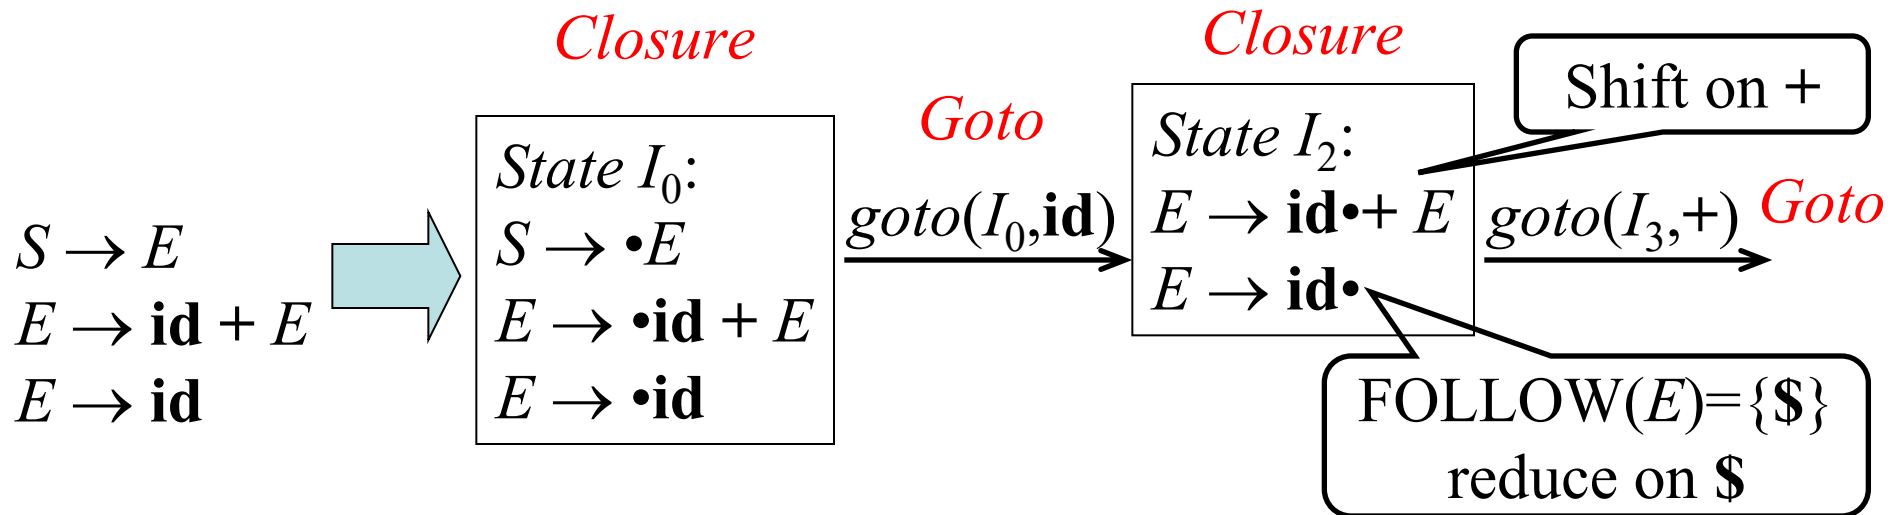 S → E
E → id + E
E → id
Closure
State I₀:
S → •E
E → •id + E
E → •id
Goto
goto(I₀,id)
Closure
State I₂:
E → id•+ E
E → id•
Shift on +
goto(I₃,+)
Goto
FOLLOW(E)={$}
reduce on $